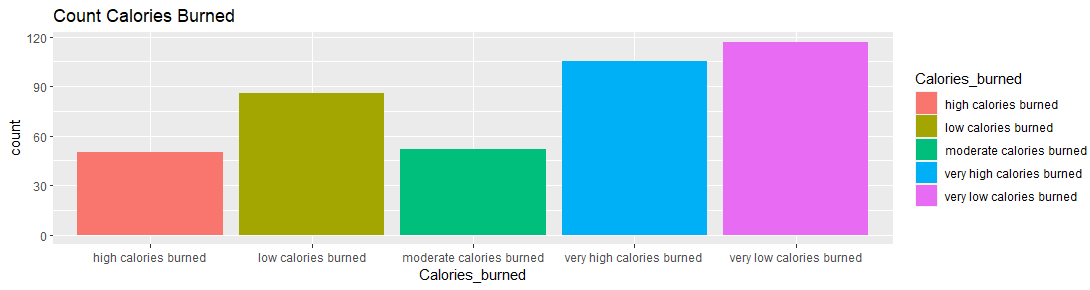 Count Calories Burned
120
90
60
30
0
count
high calories burned
low calories burned
moderate calories burned
very high calories burned
very low calories burned
Calories_burned
Calories_burned
high calories burned
low calories burned
moderate calories burned
very high calories burned
very low calories burned